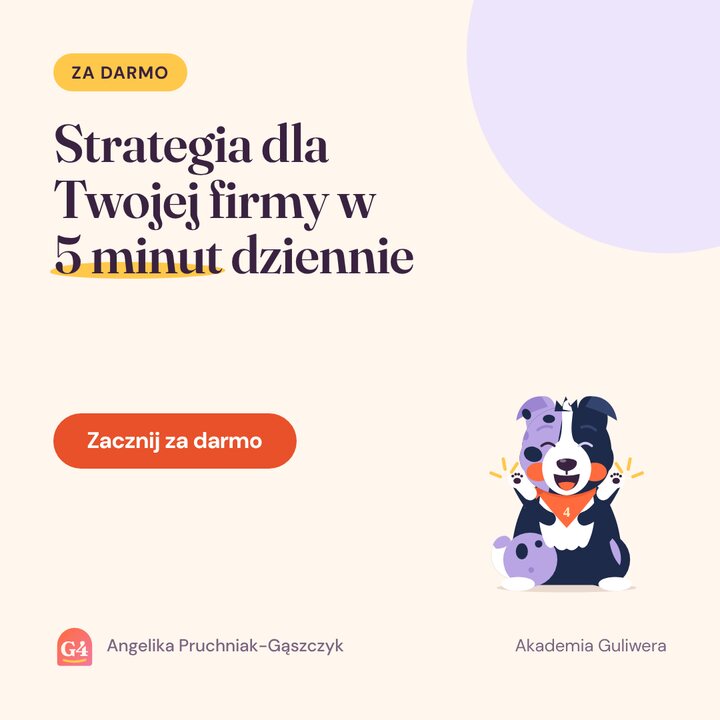 ZA DARMO
Strategia dla
Twojej firmy w
5 minut dziennie
Zacznij za darmo
4
G4 Angelika Pruchniak-Gąszczyk
Akademia Guliwera